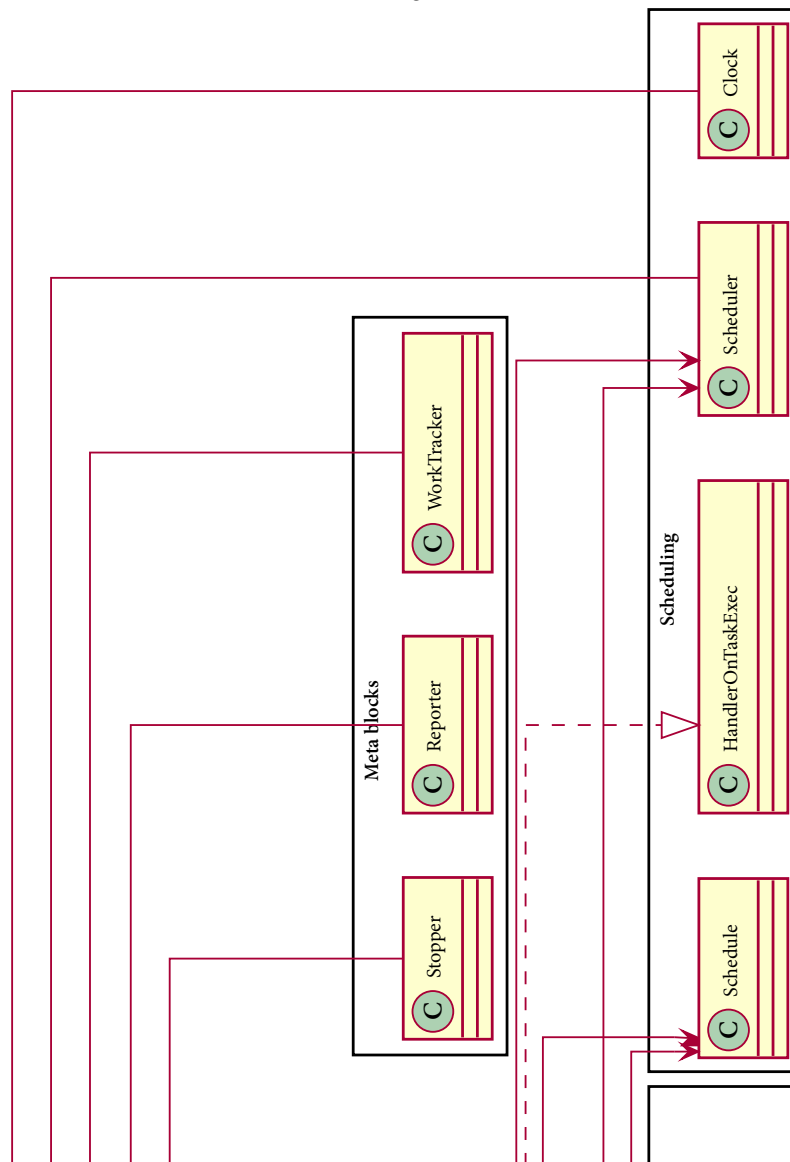 Meta blocks
C WorkTracker
C Reporter
C Stopper
Scheduling
C Clock
C Scheduler
C HandlerOnTaskExec
C Schedule